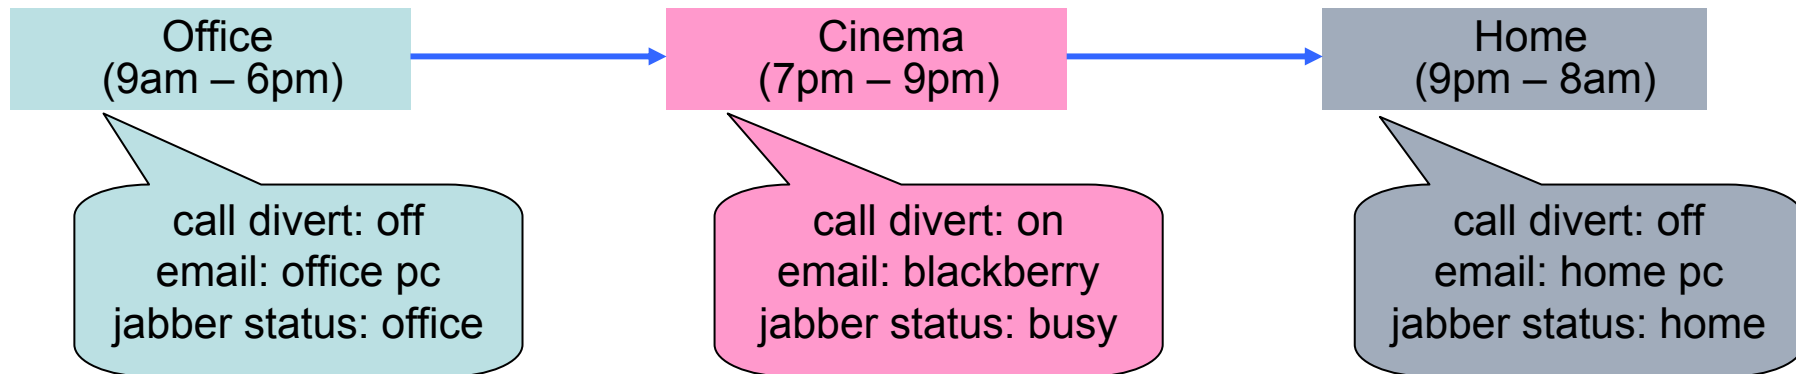 Office
(9am – 6pm)
Cinema
(7pm – 9pm)
Home
(9pm – 8am)
call divert: off
email: office pc
jabber status: office
call divert: on
email: blackberry
jabber status: busy
call divert: off
email: home pc
jabber status: home